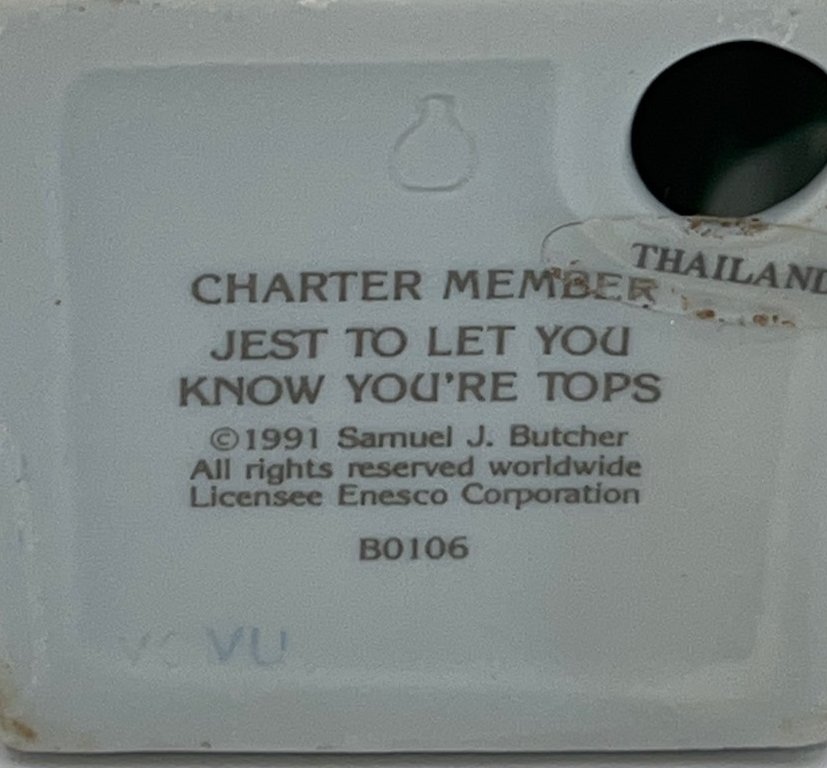 THAILAND
CHARTER MEMBER
JEST TO LET YOU
KNOW YOU'RE TOPS
©1991 Samuel J. Butcher
All rights reserved worldwide
Licensee Enesco Corporation
B0106
VU